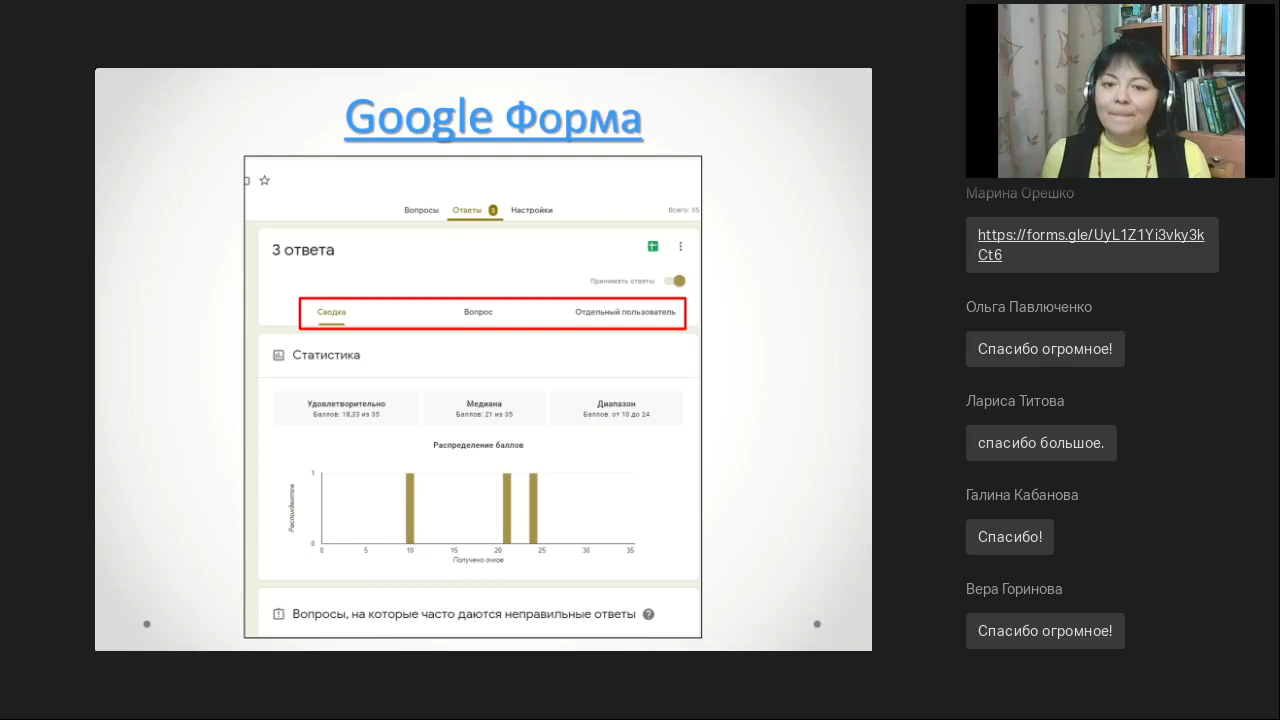 Google Форма
Вопросы Ответы 3 Настройки Всего: 35
3 ответа
Принимать ответы
Сводка Вопрос Отдельный пользователь
Статистика
Удовлетворительно Медиана Диапазон
Баллов: 18,33 из 35 Баллов: 21 из 35 Баллов: от 10 до 24
Распределение баллов
Респонденты
1
0
0 5 10 15 20 25 30 35
Получено очков
Вопросы, на которые часто даются неправильные ответы ?
Марина Орешко
https://forms.gle/UyL1Z1Yi3vky3k
Ct6
Ольга Павлюченко
Спасибо огромное!
Лариса Титова
спасибо большое.
Галина Кабанова
Спасибо!
Вера Горинова
Спасибо огромное!